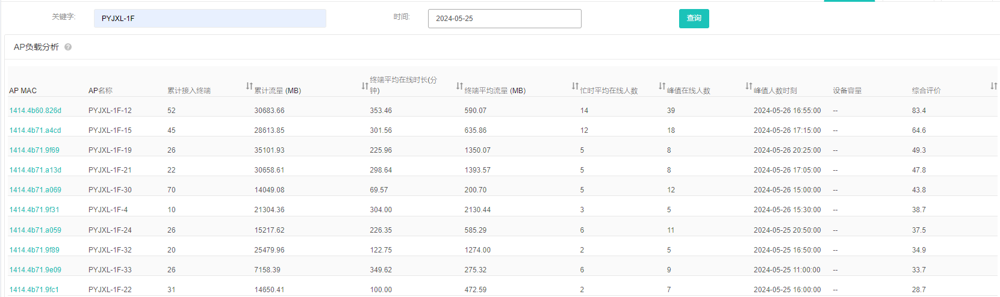 关键字: PYJXL-1F 时间: 2024-05-25 查询
AP负载分析 ?
AP MAC AP名称 累计接入终端 累计流量 (MB) 终端平均在线时长(分钟) 终端平均流量 (MB) 忙时平均在线人数 峰值在线人数 峰值人数时刻 设备容量 综合评价
1414.4b60.826d PYJXL-1F-12 52 30683.66 353.46 590.07 14 39 2024-05-26 16:55:00 -- 83.4
1414.4b71.a4cd PYJXL-1F-15 45 28613.85 301.56 635.86 12 18 2024-05-26 17:15:00 -- 64.6
1414.4b71.9f69 PYJXL-1F-19 26 35101.93 225.96 1350.07 5 8 2024-05-26 20:25:00 -- 49.3
1414.4b71.a13d PYJXL-1F-21 22 30658.61 298.64 1393.57 5 8 2024-05-26 17:05:00 -- 47.8
1414.4b71.a069 PYJXL-1F-30 70 14049.08 69.57 200.70 5 12 2024-05-26 15:00:00 -- 43.8
1414.4b71.9f31 PYJXL-1F-4 10 21304.36 304.00 2130.44 3 5 2024-05-26 15:30:00 -- 38.7
1414.4b71.a059 PYJXL-1F-24 26 15217.62 226.35 585.29 6 11 2024-05-25 20:50:00 -- 37.5
1414.4b71.9f89 PYJXL-1F-32 20 25479.96 122.75 1274.00 2 5 2024-05-25 16:50:00 -- 34.9
1414.4b71.9e09 PYJXL-1F-33 26 7158.39 349.62 275.32 6 9 2024-05-25 11:00:00 -- 33.7
1414.4b71.9fc1 PYJXL-1F-22 31 14650.41 100.00 472.59 2 7 2024-05-25 16:00:00 -- 28.7